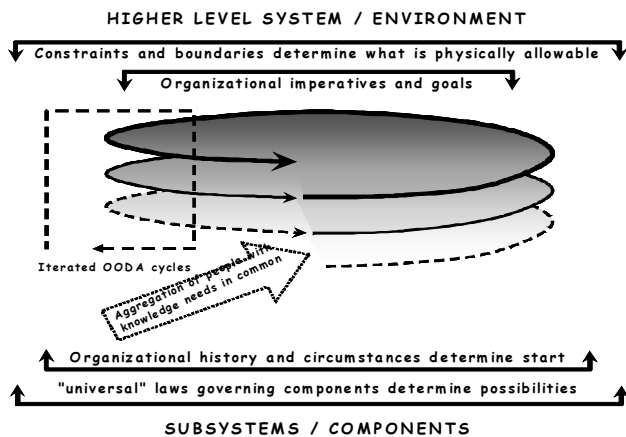 HIGHER LEVEL SYSTEM / ENVIRONMENT
Constraints and boundaries determine what is physically allowable
Organizational imperatives and goals
Iterated OODA cycles
Aggregation of people with
knowledge needs in common
Organizational history and circumstances determine start
"universal" laws governing components determine possibilities
SUBSYSTEMS / COMPONENTS